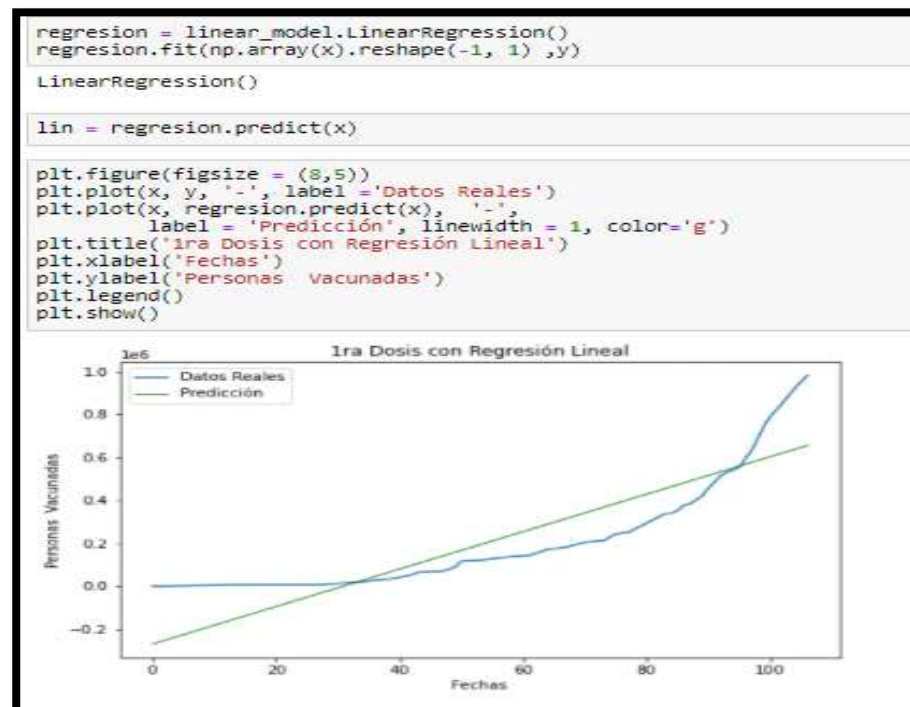 regresion = linear_model.LinearRegression()
regresion.fit(np.array(x).reshape(-1, 1) ,y)
LinearRegression()
lin = regresion.predict(x)
plt.figure(figsize = (8,5))
plt.plot(x, y, '-', label ='Datos Reales')
plt.plot(x, regresion.predict(x), '-',
label = 'Predicción', linewidth = 1, color='g')
plt.title('1ra Dosis con Regresión Lineal')
plt.xlabel('Fechas')
plt.ylabel('Personas  Vacunadas')
plt.legend()
plt.show()
1ra Dosis con Regresión Lineal
1e6
Datos Reales
Predicción
1.0
0.8
0.6
0.4
0.2
0.0
−0.2
Personas Vacunadas
0 20 40 60 80 100
Fechas